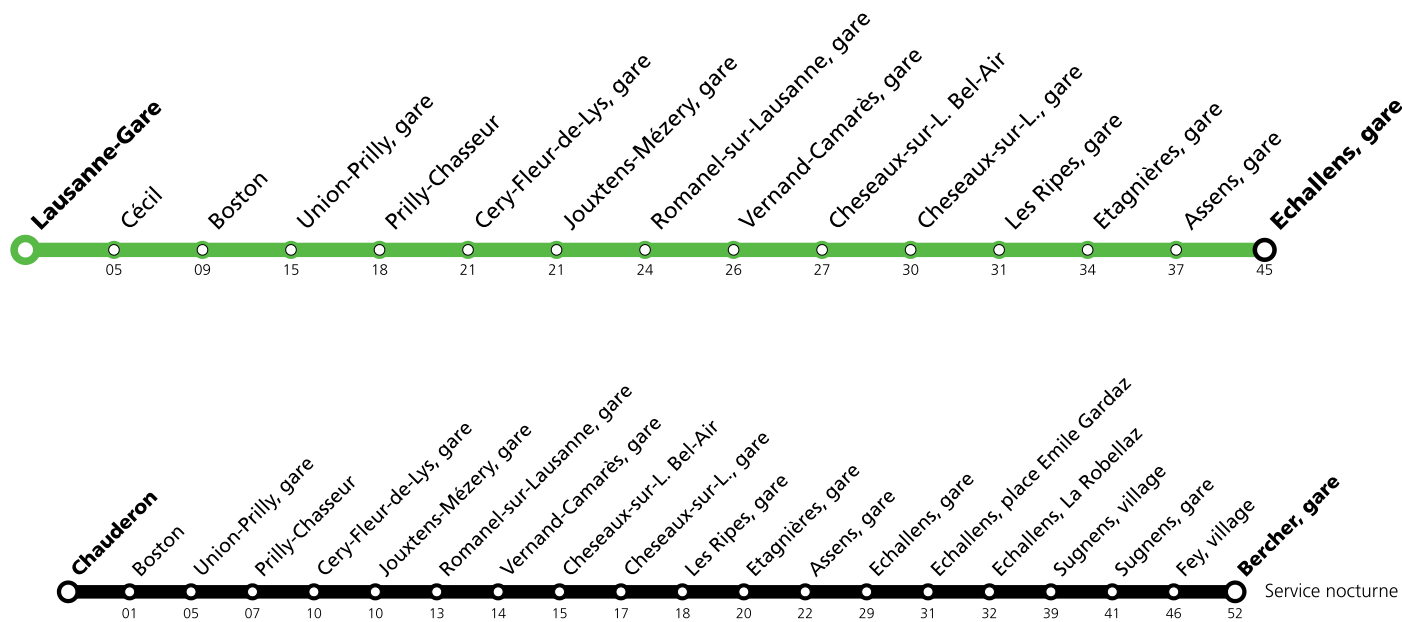 Lausanne-Gare
Cécil
Boston
Union-Prilly, gare
Prilly-Chasseur
Cery-Fleur-de-Lys, gare
Jouxtens-Mézery, gare
Romanel-sur-Lausanne, gare
Vernand-Camarès, gare
Cheseaux-sur-L. Bel-Air
Cheseaux-sur-L., gare
Les Ripes, gare
Etagnières, gare
Assens, gare
Echallens, gare
05 09 15 18 21 21 24 26 27 30 31 34 37 45
Chauderon
Boston
Union-Prilly, gare
Prilly-Chasseur
Cery-Fleur-de-Lys, gare
Jouxtens-Mézery, gare
Romanel-sur-Lausanne, gare
Vernand-Camarès, gare
Cheseaux-sur-L. Bel-Air
Cheseaux-sur-L., gare
Les Ripes, gare
Etagnières, gare
Assens, gare
Echallens, gare
Echallens, place Emile Gardaz
Echallens, La Robellaz
Sugnens, village
Sugnens, gare
Fey, village
Bercher, gare
Service nocturne
01 05 07 10 10 13 14 15 17 18 20 22 29 31 32 39 41 46 52